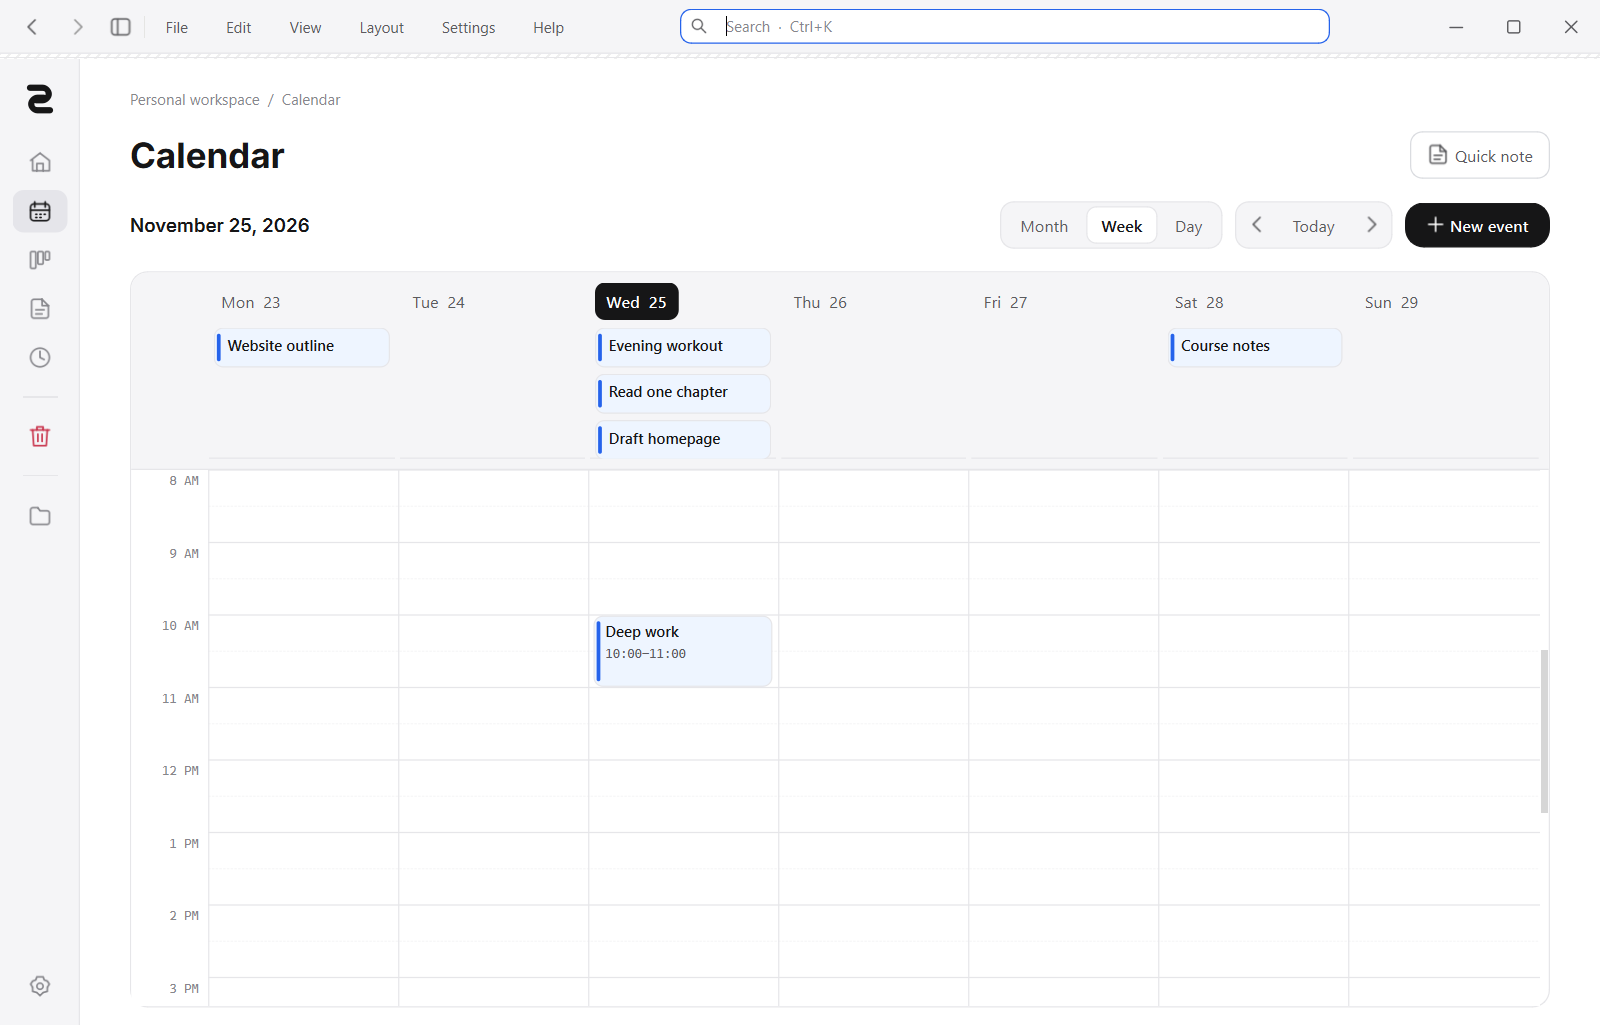 File Edit View Layout Settings Help Search · Ctrl+K
Personal workspace / Calendar
Calendar
Quick note
November 25, 2026
Month Week Day Today New event
Mon 23 Tue 24 Wed 25 Thu 26 Fri 27 Sat 28 Sun 29
Website outline Evening workout Course notes
Read one chapter
Draft homepage
8 AM
9 AM
10 AM
Deep work
10:00–11:00
11 AM
12 PM
1 PM
2 PM
3 PM